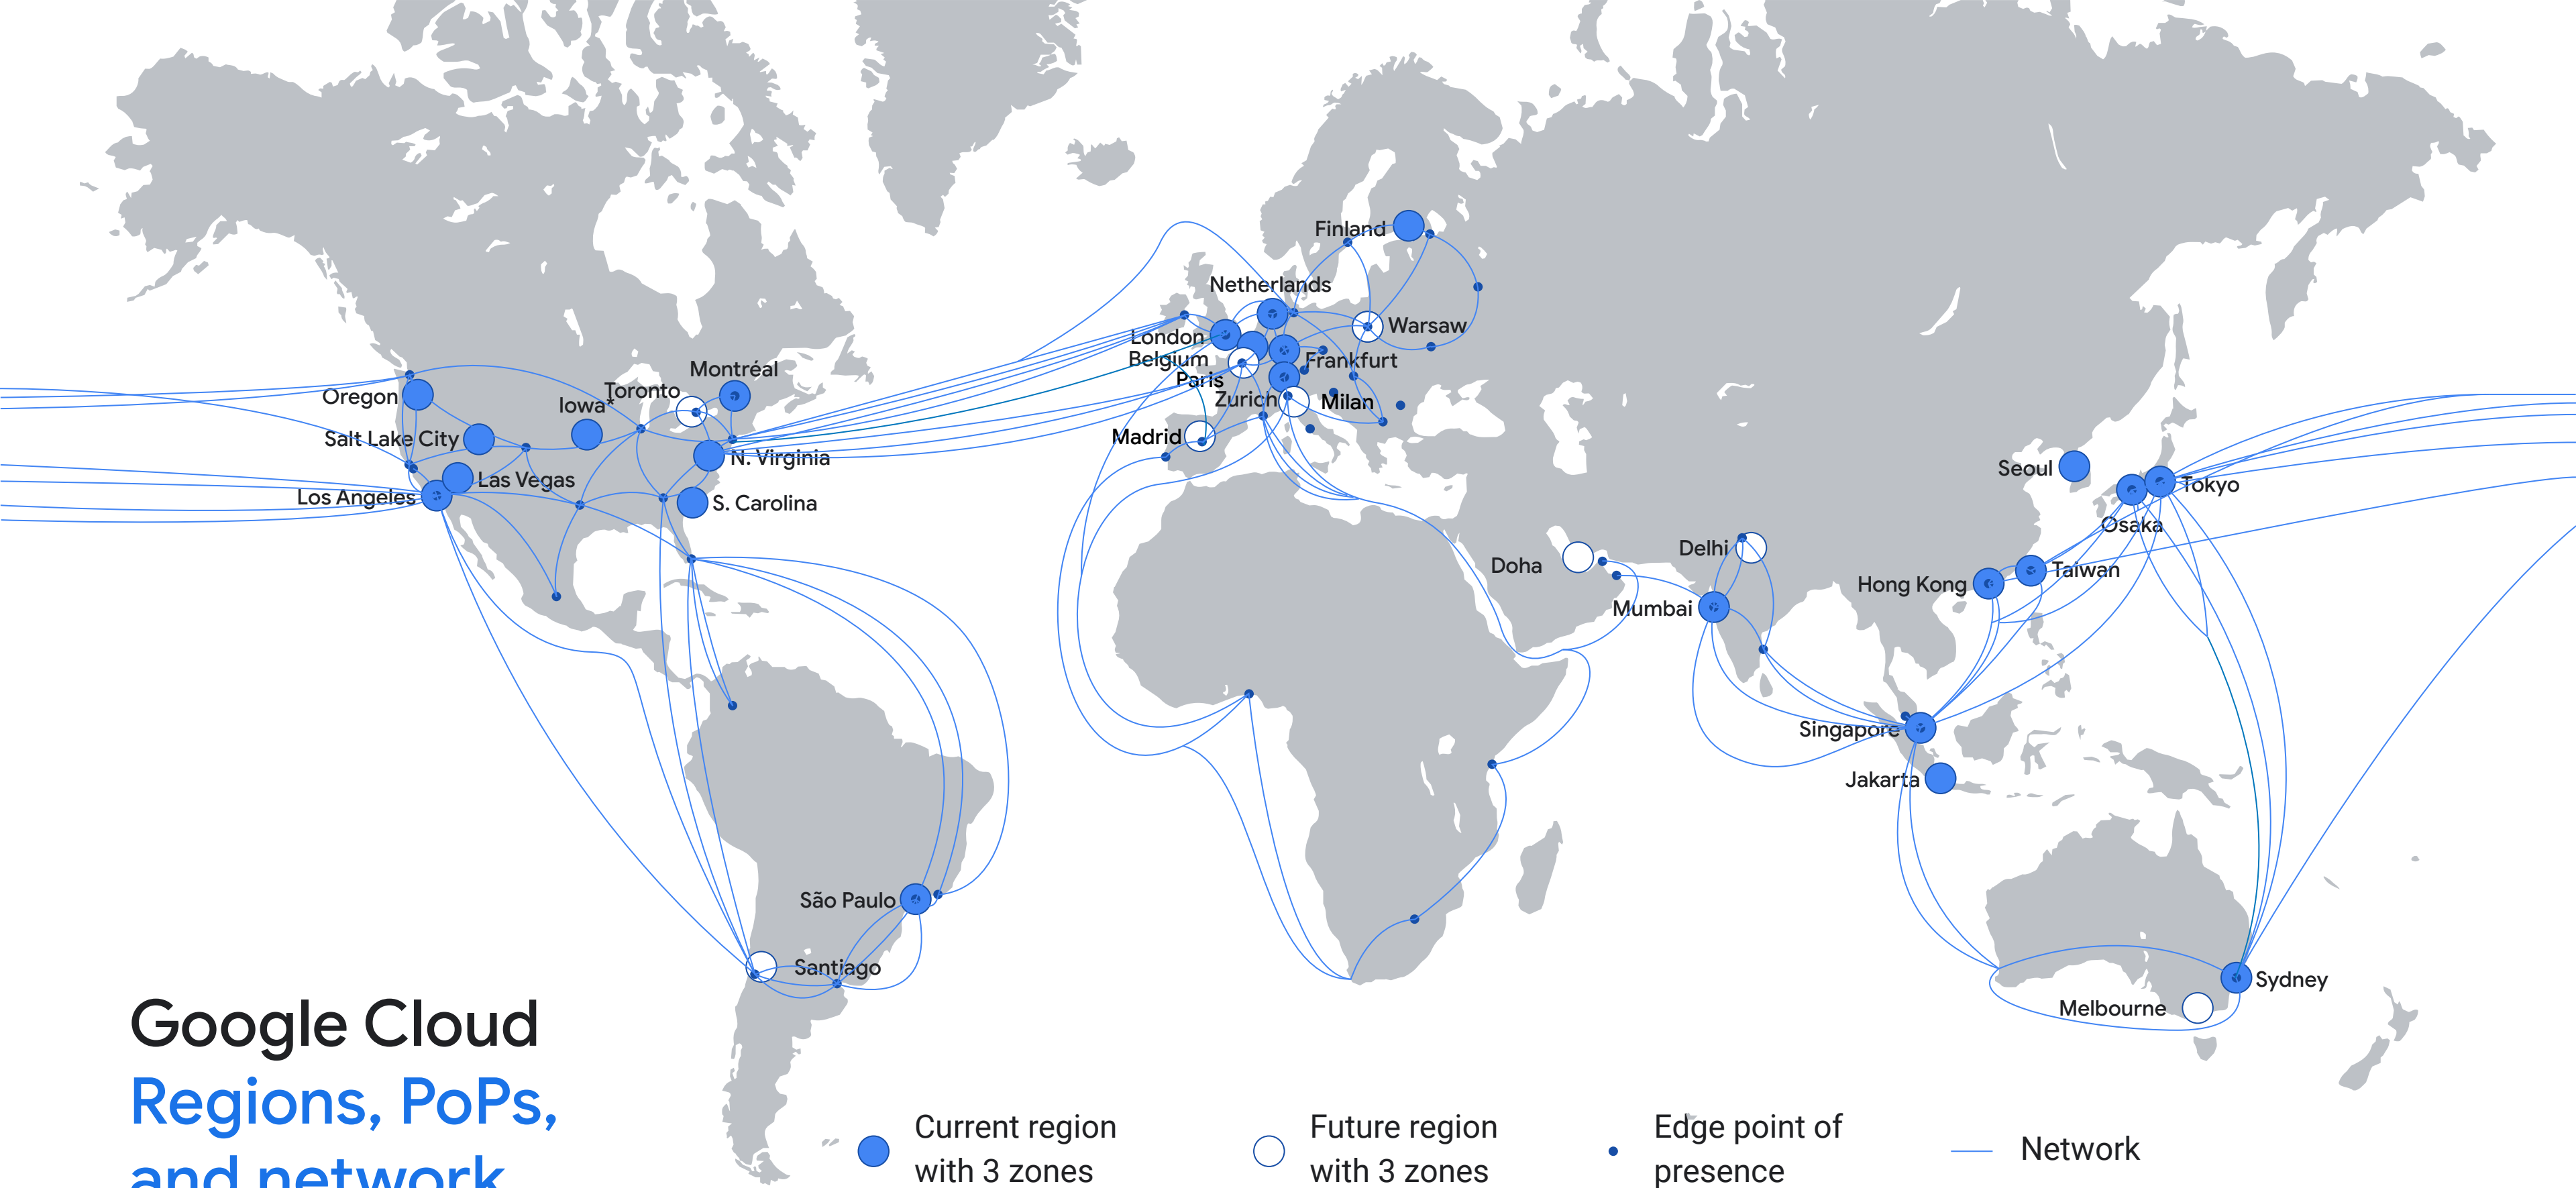 Finland
Netherlands
London
Warsaw
Belgium
Frankfurt
Paris
Montréal
Toronto
Oregon
Iowa*
Zurich
Milan
Salt Lake City
Madrid
N. Virginia
Las Vegas
Los Angeles
S. Carolina
Seoul
Tokyo
Osaka
Doha
Delhi
Taiwan
Hong Kong
Mumbai
Singapore
Jakarta
São Paulo
Santiago
Sydney
Melbourne
Google Cloud
Regions, PoPs,
and network
Current region
with 3 zones
Future region
with 3 zones
Edge point of
presence
Network